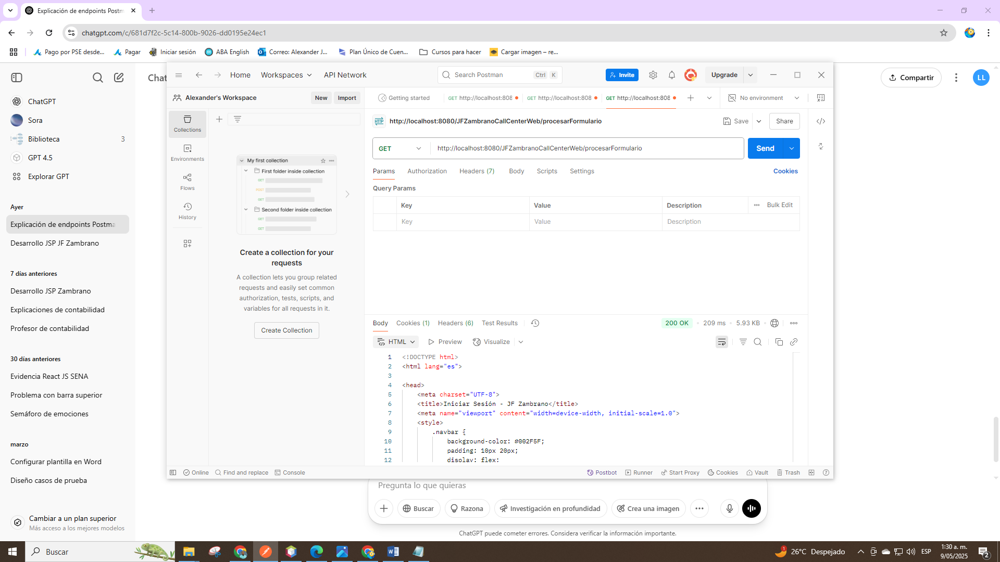 Explicación de endpoints Postm
chatgpt.com/c/681d7f2c-5c14-800b-9026-dd0195e24ec1
Pago por PSE desde...
Pagar
Iniciar sesión
ABA English
Correo: Alexander J...
Plan Único de Cuen...
Cursos para hacer
Cargar imagen – re...
ChatGPT
Sora
Biblioteca
3
GPT 4.5
Explorar GPT
Ayer
Explicación de endpoints Postma
Desarrollo JSP JF Zambrano
7 días anteriores
Desarrollo JSP Zambrano
Explicaciones de contabilidad
Profesor de contabilidad
30 días anteriores
Evidencia React JS SENA
Problema con barra superior
Semáforo de emociones
marzo
Configurar plantilla en Word
Diseño casos de prueba
Cambiar a un plan superior
Más acceso a los mejores modelos
Chat
Compartir
LL
Home
Workspaces
API Network
Search Postman
Ctrl K
Invite
Upgrade
Alexander's Workspace
New
Import
Getting started
GET http://localhost:808
GET http://localhost:808
GET http://localhost:808
No environment
Collections
Environments
Flows
History
My first collection
First folder inside collection
GET
POST
GET
Second folder inside collection
GET
GET
Create a collection for your
requests
A collection lets you group related
requests and easily set common
authorization, tests, scripts, and
variables for all requests in it.
Create Collection
HTTP
http://localhost:8080/JFZambranoCallCenterWeb/procesarFormulario
Save
Share
GET
http://localhost:8080/JFZambranoCallCenterWeb/procesarFormulario
Send
Params
Authorization
Headers (7)
Body
Scripts
Settings
Cookies
Query Params
Key
Value
Description
Bulk Edit
Key
Value
Description
Body
Cookies (1)
Headers (6)
Test Results
200 OK
209 ms
5.93 KB
HTML
Preview
Visualize
1 <!DOCTYPE html>
2 <html lang="es">
3
4 <head>
5 <meta charset="UTF-8">
6 <title>Iniciar Sesión - JF Zambrano</title>
7 <meta name="viewport" content="width=device-width, initial-scale=1.0">
8 <style>
9 .navbar {
10 background-color: #002F5F;
11 padding: 10px 20px;
12 display: flex;
Online
Find and replace
Console
Postbot
Runner
Start Proxy
Cookies
Vault
Trash
Pregunta lo que quieras
Buscar
Razona
Investigación en profundidad
Crea una imagen
ChatGPT puede cometer errores. Considera verificar la información importante.
Buscar
1
26°C Despejado
ESP
1:30 a. m.
9/05/2025
2